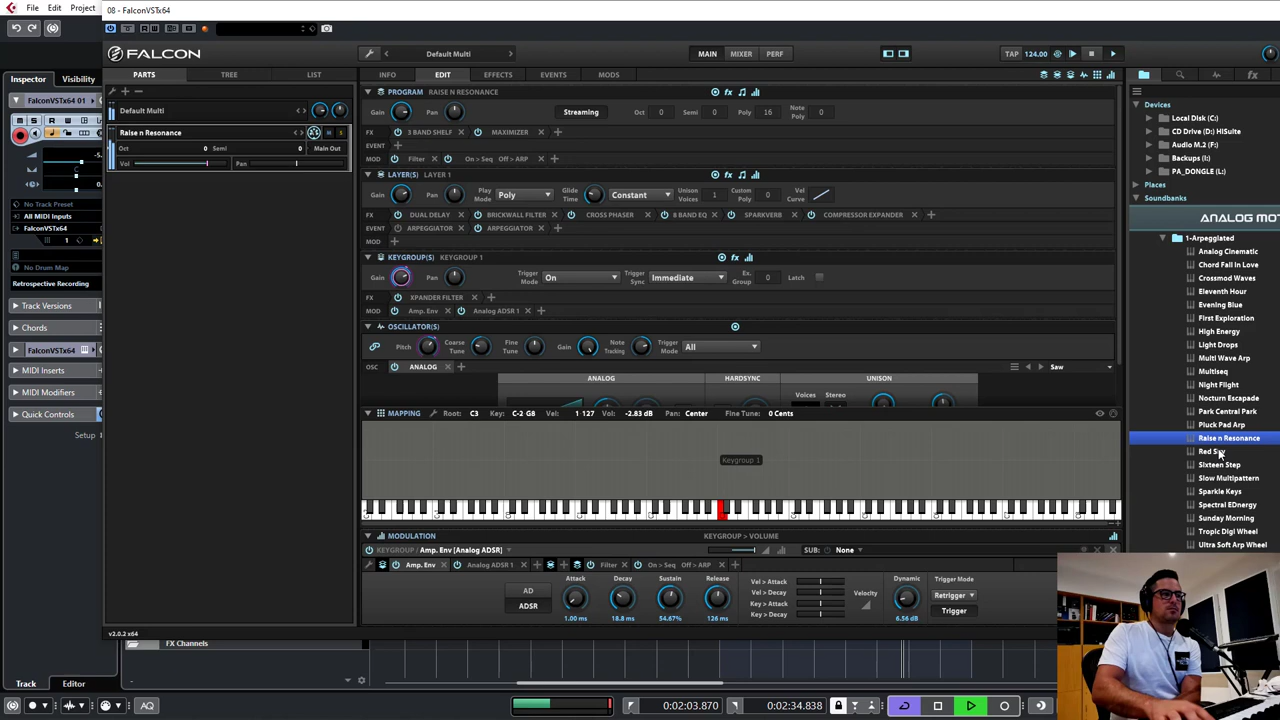 File Edit Project
08 - FalconVSTx64
FALCON
Default Multi
MAIN MIXER PERF
TAP 124.00
Inspector Visibility
PARTS TREE LIST
INFO EDIT EFFECTS EVENTS MODS
FalconVSTx64 01
Default Multi
Raise n Resonance
Oct 0 Semi 0 Main Out
Vol Pan
No Track Preset
All MIDI Inputs
FalconVSTx64
1
No Drum Map
Retrospective Recording
Track Versions
Chords
FalconVSTx64
MIDI Inserts
MIDI Modifiers
Quick Controls
Setup
PROGRAM RAISE N RESONANCE
Gain Pan Streaming Oct 0 Semi 0 Poly 16 Note Poly 0
FX 3 BAND SHELF MAXIMIZER
EVENT
MOD Filter On > Seq Off > ARP
LAYER(S) LAYER 1
Gain Pan Play Mode Poly Glide Time Constant Unison Voices 1 Custom Poly 0 Vel Curve
FX DUAL DELAY BRICKWALL FILTER CROSS PHASER 8 BAND EQ SPARKVERB COMPRESSOR EXPANDER
EVENT ARPEGGIATOR ARPEGGIATOR
MOD
KEYGROUP(S) KEYGROUP 1
Gain Pan Trigger Mode On Trigger Sync Immediate Ex. Group 0 Latch
FX XPANDER FILTER
MOD Amp. Env Analog ADSR 1
OSCILLATOR(S)
Pitch Coarse Tune Fine Tune Gain Note Tracking Trigger Mode All
OSC ANALOG Saw
ANALOG HARDSYNC UNISON
Voices Stereo
MAPPING Root: C3 Key: C-2 G8 Vel: 1 127 Vol: -2.83 dB Pan: Center Fine Tune: 0 Cents
Keygroup 1
MODULATION KEYGROUP > VOLUME
KEYGROUP / Amp. Env [Analog ADSR] SUB: None
Amp. Env Analog ADSR 1 Filter On > Seq Off > ARP
AD
ADSR
Attack Decay Sustain Release
1.00 ms 18.8 ms 54.67% 126 ms
Vel > Attack
Vel > Decay
Key > Attack
Key > Decay
Velocity
Dynamic
6.56 dB
Trigger Mode
Retrigger
Trigger
Devices
Local Disk (C:)
CD Drive (D:) HiSuite
Audio M.2 (G:)
Backups (I:)
PA_DONGLE (L:)
Places
Soundbanks
1-Arpeggiated
Analog Cinematic
Chord Fall In Love
Crossmod Waves
Eleventh Hour
Evening Blue
First Exploration
High Energy
Light Drops
Multi Wave Arp
Multiseq
Night Flight
Nocturn Escapade
Park Central Park
Pluck Pad Arp
Raise n Resonance
Red
Sixteen Step
Slow Multipattern
Sparkle Keys
Spectral EDnergy
Sunday Morning
Tropic Digi Wheel
Ultra Soft Arp Wheel
v2.0.2 x64
FX Channels
Track Editor
AQ
0:02:03.870 0:02:34.838